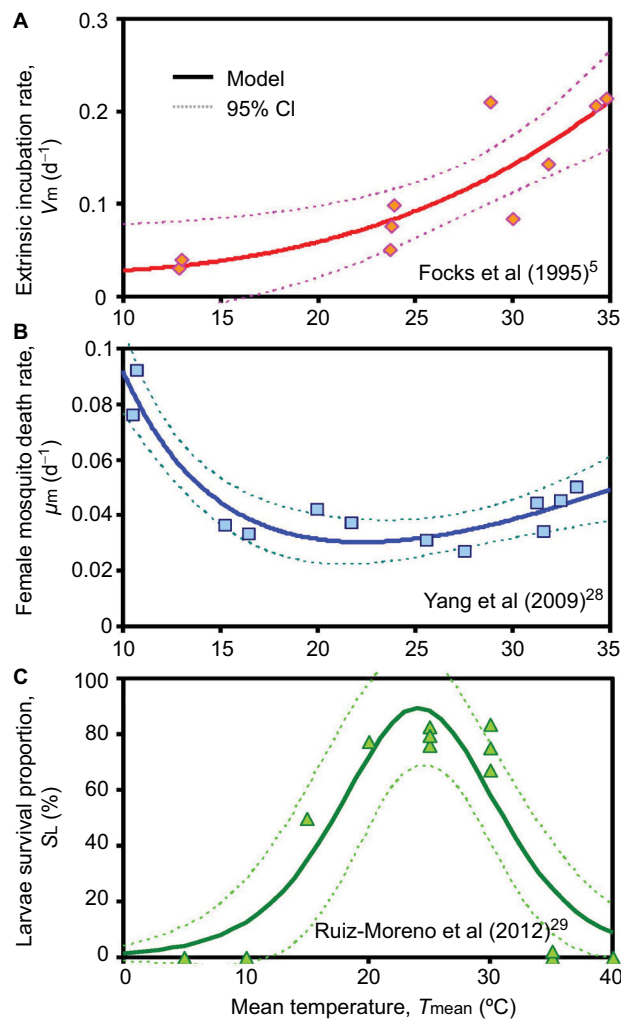 A
Extrinsic incubation rate,
Vm (d−1)
0.3
0.2
0.1
0
Model
95% CI
Focks et al (1995)5
10 15 20 25 30 35
B
Female mosquito death rate,
μm (d−1)
0.1
0.08
0.06
0.04
0.02
0
Yang et al (2009)28
10 15 20 25 30 35
C
Larvae survival proportion,
SL (%)
100
80
60
40
20
0
Ruiz-Moreno et al (2012)29
0 10 20 30 40
Mean temperature, Tmean (ºC)